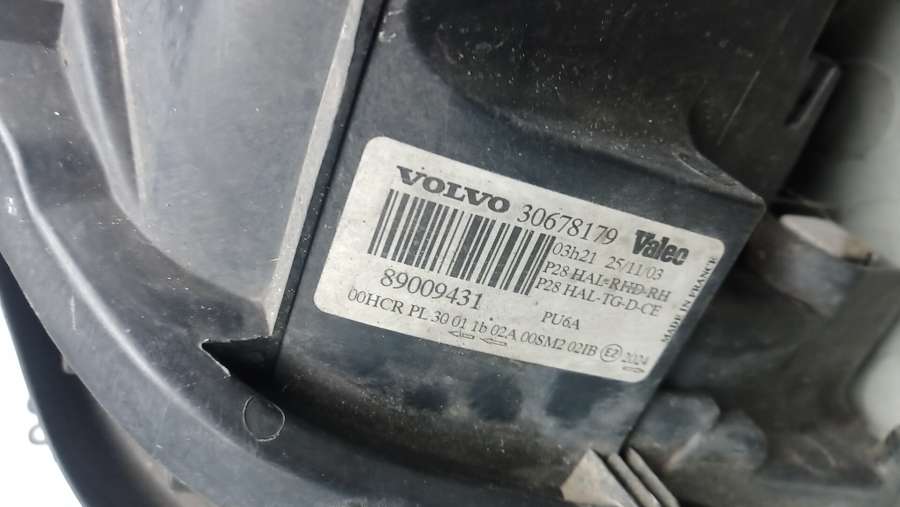 VOLVO 30678179 Valeo
03h21 25/11/03
P28 HAL-RHD-RH
P28 HAL-TG-D-CE
89009431
PU6A
00HCR PL 30 01 1b 02A 00SM2 02IB E2 2024
MADE IN FRANCE